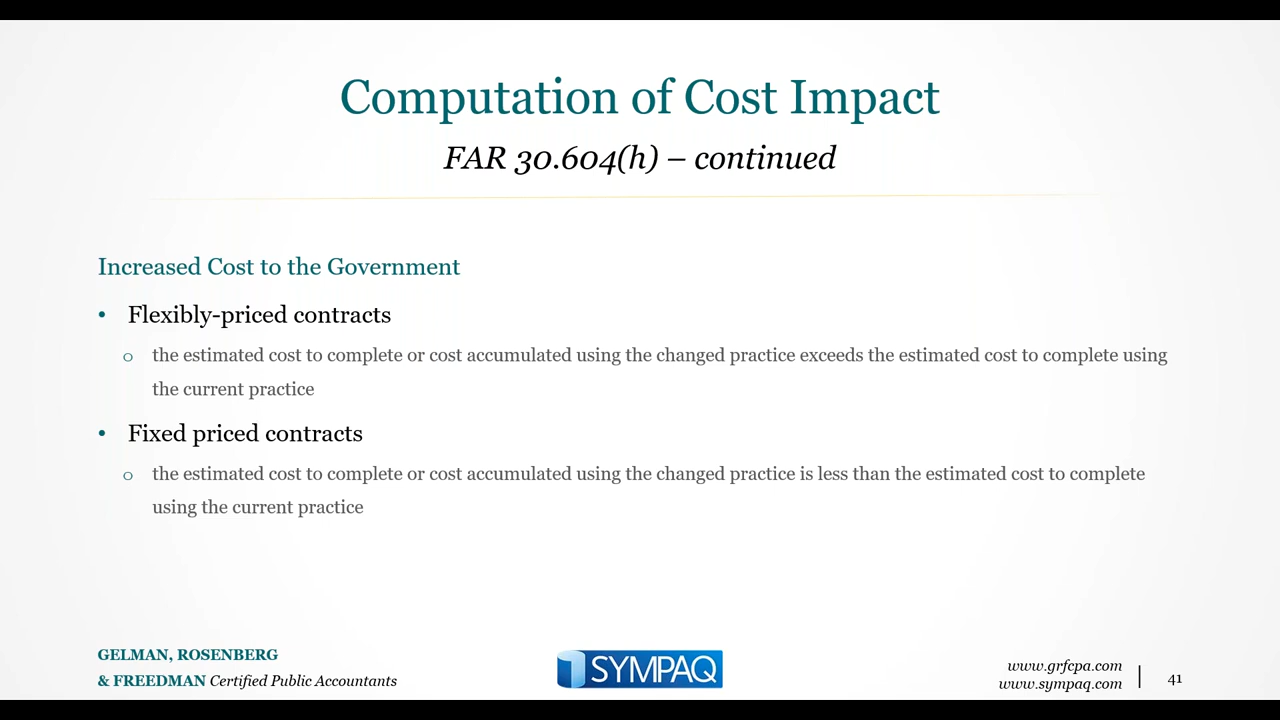 Computation of Cost Impact
FAR 30.604(h) – continued
Increased Cost to the Government
• Flexibly-priced contracts
o the estimated cost to complete or cost accumulated using the changed practice exceeds the estimated cost to complete using
the current practice
• Fixed priced contracts
o the estimated cost to complete or cost accumulated using the changed practice is less than the estimated cost to complete
using the current practice
GELMAN, ROSENBERG
& FREEDMAN Certified Public Accountants
SYMPAQ
www.grfcpa.com
www.sympaq.com
41